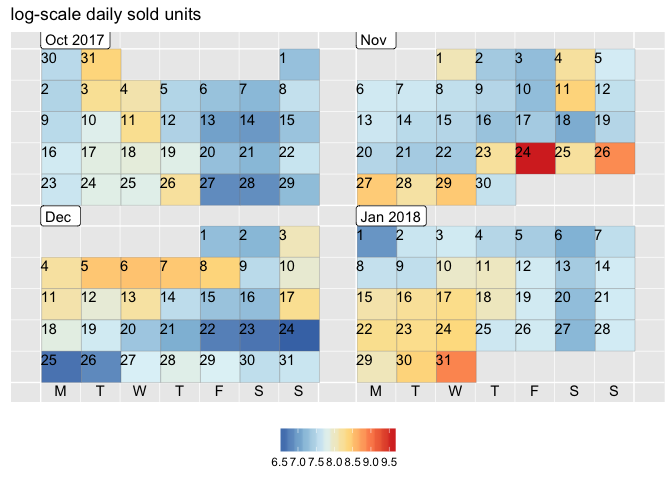 log-scale daily sold units
Oct 2017 Nov
30 31 1 1 2 3 4 5
2 3 4 5 6 7 8 6 7 8 9 10 11 12
9 10 11 12 13 14 15 13 14 15 16 17 18 19
16 17 18 19 20 21 22 20 21 22 23 24 25 26
23 24 25 26 27 28 29 27 28 29 30
Dec Jan 2018
1 2 3 1 2 3 4 5 6 7
4 5 6 7 8 9 10 8 9 10 11 12 13 14
11 12 13 14 15 16 17 15 16 17 18 19 20 21
18 19 20 21 22 23 24 22 23 24 25 26 27 28
25 26 27 28 29 30 31 29 30 31
M T W T F S S M T W T F S S
6.5 7.0 7.5 8.0 8.5 9.0 9.5